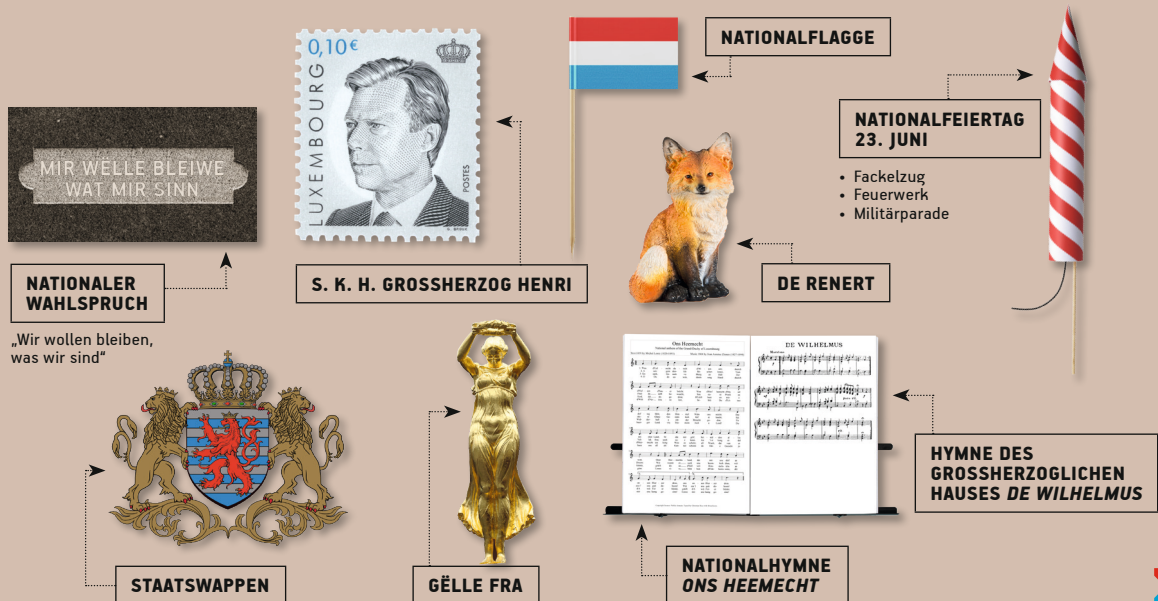 0,10€
LUXEMBOURG
POSTES
NATIONALFLAGGE
NATIONALFEIERTAG
23. JUNI
• Fackelzug
• Feuerwerk
• Militärparade
MIR WËLLE BLEIWE
WAT MIR SINN
NATIONALER
WAHLSPRUCH
„Wir wollen bleiben,
was wir sind“
S. K. H. GROSSHERZOG HENRI
DE RENERT
Ons Heemecht
DE WILHELMUS
HYMNE DES
GROSSHERZOGLICHEN
HAUSES DE WILHELMUS
STAATSWAPPEN
GËLLE FRA
NATIONALHYMNE
ONS HEEMECHT